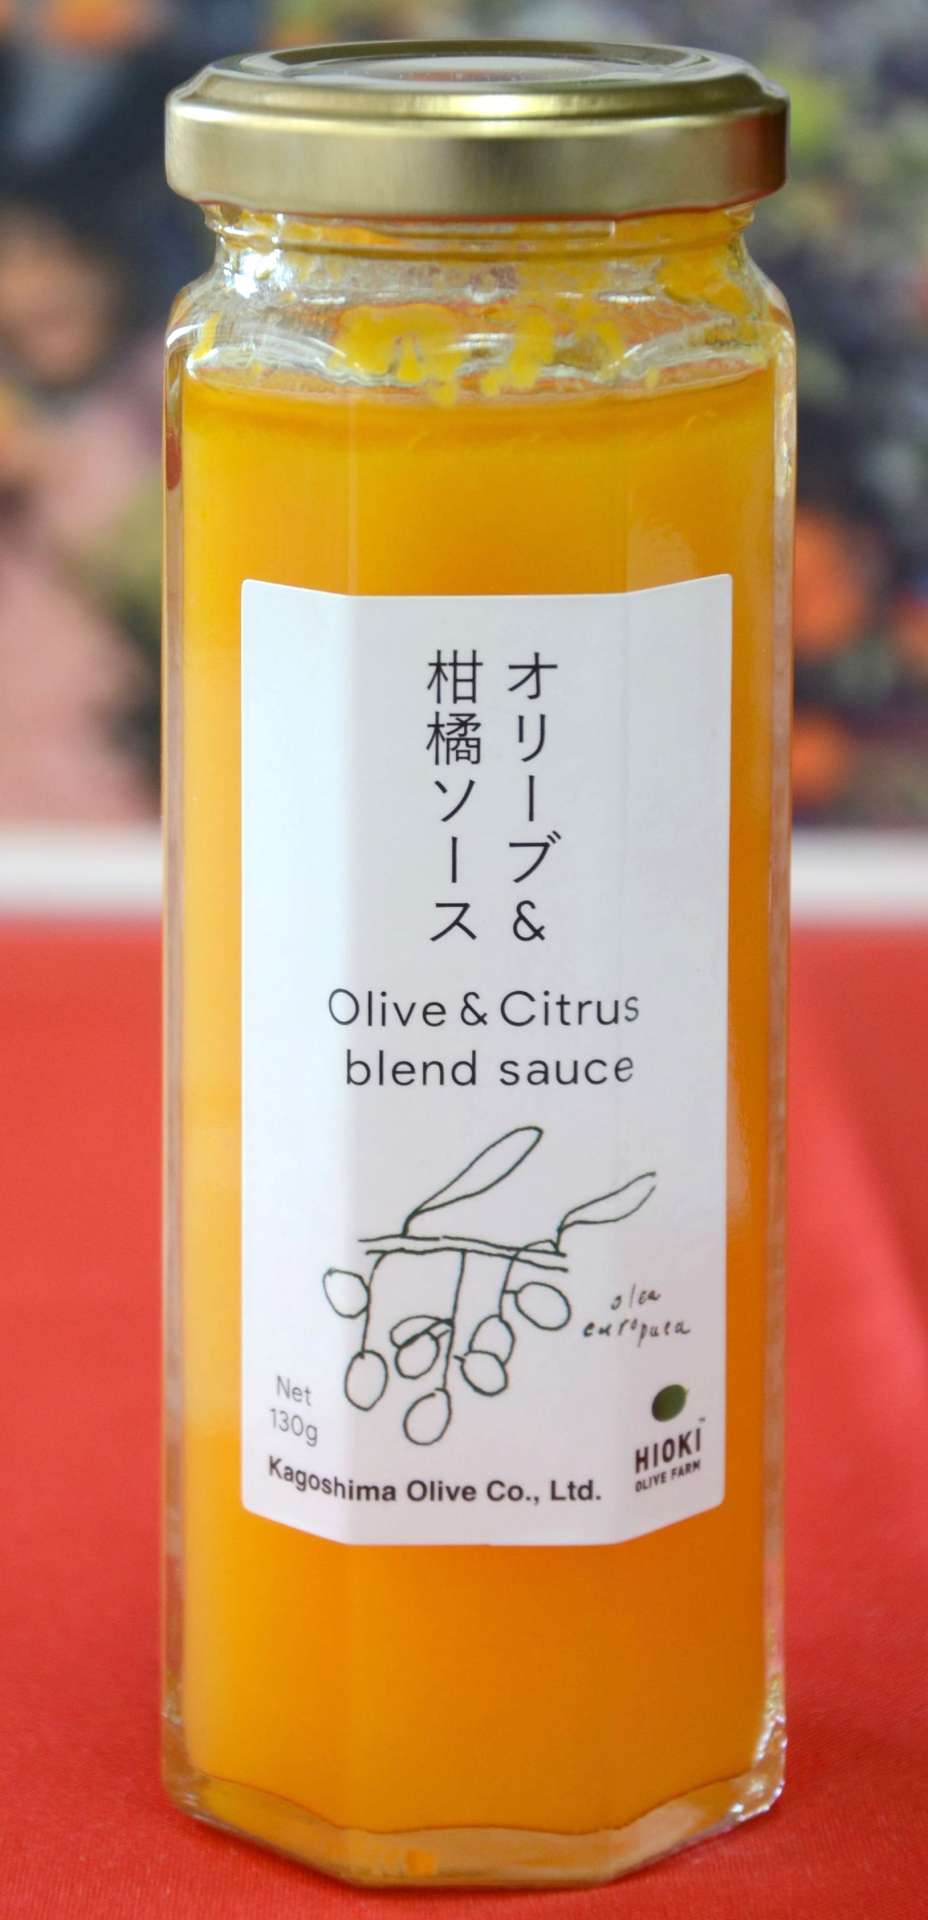 オリーブ&
柑橘ソース
Olive & Citrus
blend sauce
olea
europaea
Net
130g
HIOKI™
OLIVE FARM
Kagoshima Olive Co., Ltd.